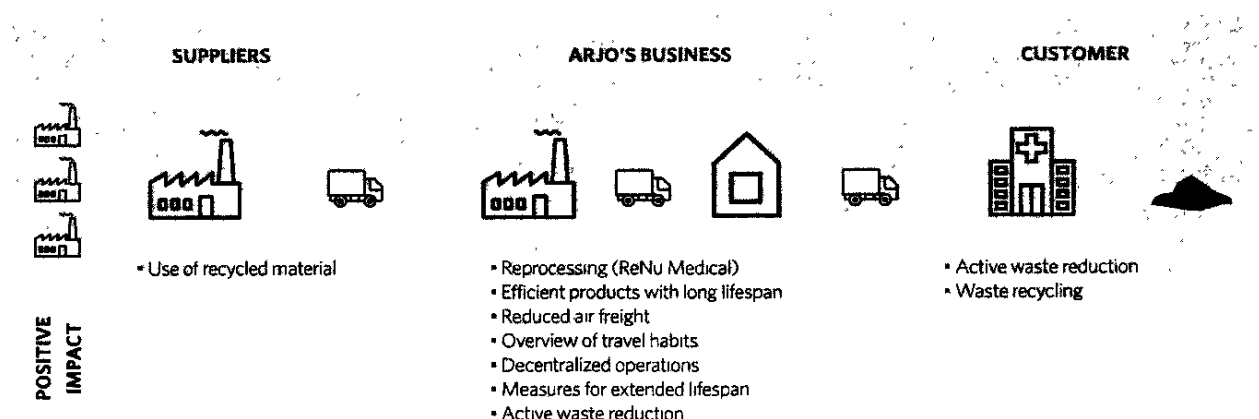 SUPPLIERS
ARJO'S BUSINESS
CUSTOMER
▪ Use of recycled material
▪ Reprocessing (ReNu Medical)
▪ Efficient products with long lifespan
▪ Reduced air freight
▪ Overview of travel habits
▪ Decentralized operations
▪ Measures for extended lifespan
▪ Active waste reduction
▪ Active waste reduction
▪ Waste recycling
POSITIVE
IMPACT